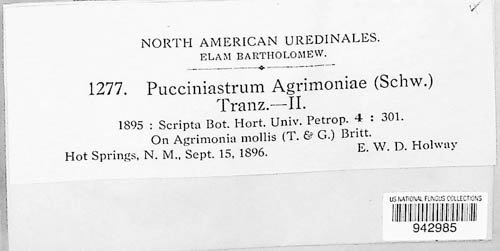 NORTH AMERICAN UREDINALES.
ELAM BARTHOLOMEW.
1277. Pucciniastrum Agrimoniae (Schw.)
Tranz.—II.
1895 : Scripta Bot. Hort. Univ. Petrop. 4 : 301.
On Agrimonia mollis (T. & G.) Britt.
Hot Springs, N. M., Sept. 15, 1896. E. W. D. Holway
US NATIONAL FUNGUS COLLECTIONS
942985